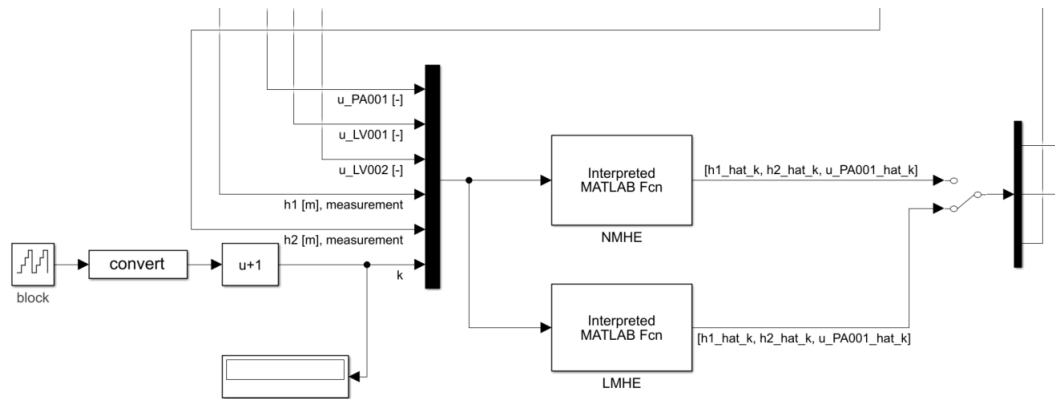 u_PA001 [-]
u_LV001 [-]
u_LV002 [-]
h1 [m], measurement
h2 [m], measurement
k
block
convert
u+1
Interpreted
MATLAB Fcn
NMHE
[h1_hat_k, h2_hat_k, u_PA001_hat_k]
Interpreted
MATLAB Fcn
LMHE
[h1_hat_k, h2_hat_k, u_PA001_hat_k]